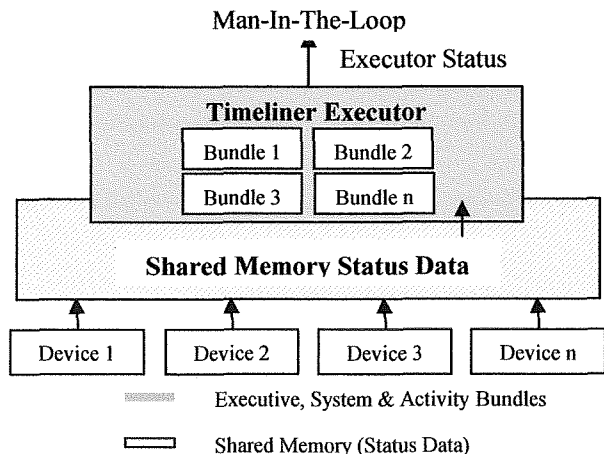 Man-In-The-Loop
Executor Status
Timeliner Executor
Bundle 1 Bundle 2
Bundle 3 Bundle n
Shared Memory Status Data
Device 1 Device 2 Device 3 Device n
Executive, System & Activity Bundles
Shared Memory (Status Data)